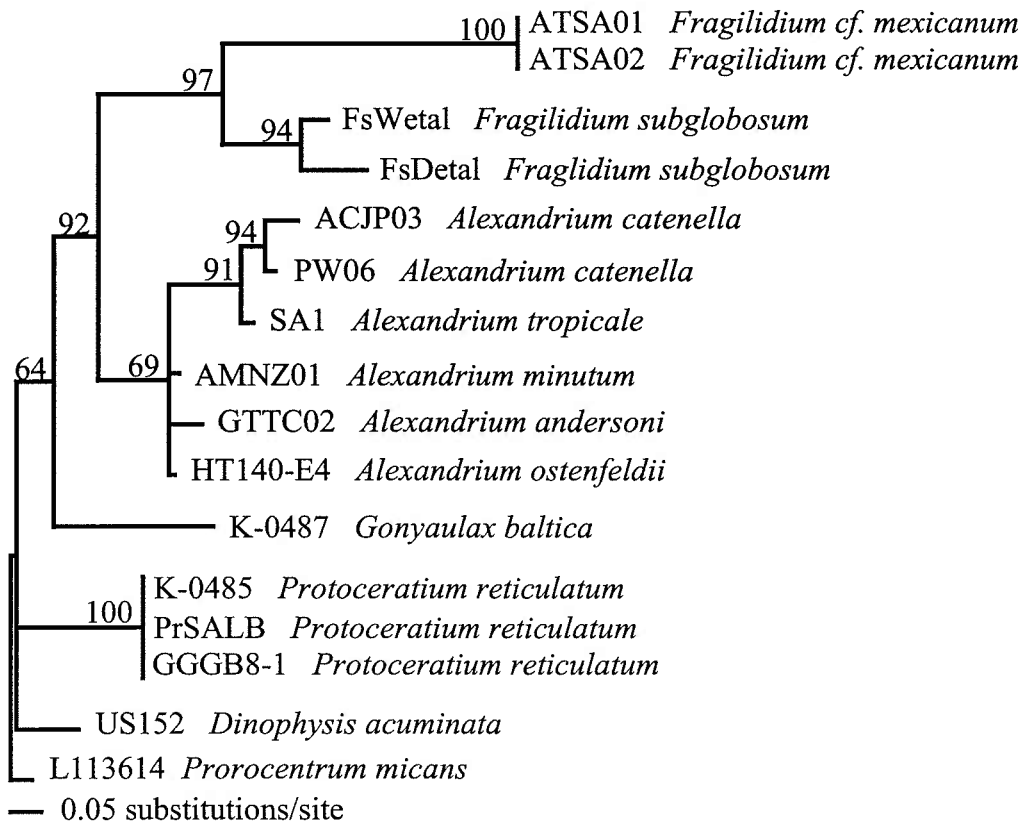 100
ATSA01 Fragilidium cf. mexicanum
ATSA02 Fragilidium cf. mexicanum
97
94
FsWetal Fragilidium subglobosum
FsDetal Fraglidium subglobosum
92
94
ACJP03 Alexandrium catenella
91
PW06 Alexandrium catenella
SA1 Alexandrium tropicale
64
69
AMNZ01 Alexandrium minutum
GTTC02 Alexandrium andersoni
HT140-E4 Alexandrium ostenfeldii
K-0487 Gonyaulax baltica
K-0485 Protoceratium reticulatum
100
PrSALB Protoceratium reticulatum
GGGB8-1 Protoceratium reticulatum
US152 Dinophysis acuminata
L113614 Prorocentrum micans
0.05 substitutions/site